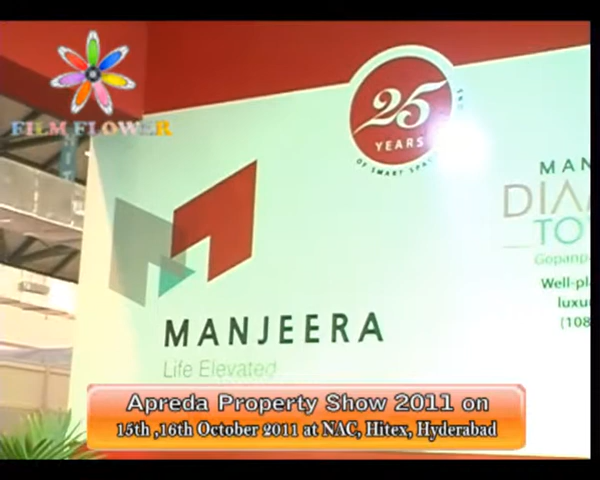 FILM FLOWER
25
YEARS
OF SMART
MANJEERA
Life Elevated
MAN
DIA
TO
Gopanp
Well-pl
luxu
(108
Apreda Property Show 2011 on
15th ,16th October 2011 at NAC, Hitex, Hyderabad